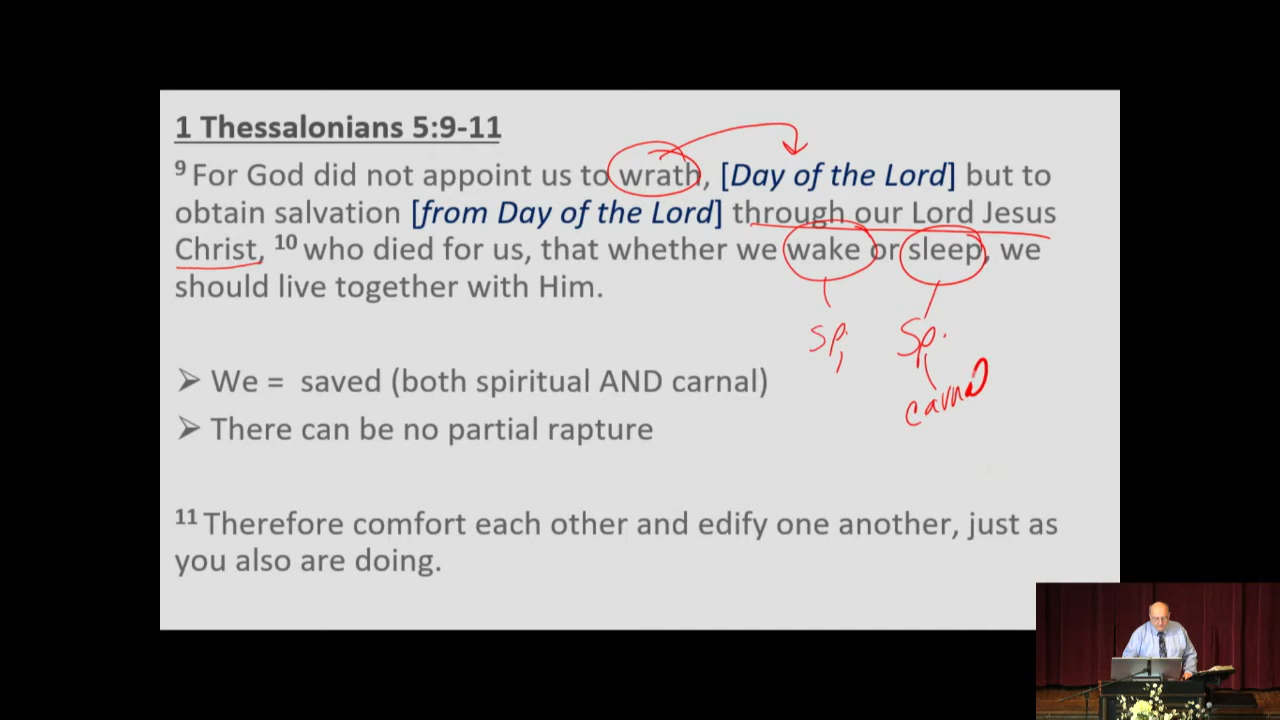 1 Thessalonians 5:9-11
⁹ For God did not appoint us to wrath, [Day of the Lord] but to
obtain salvation [from Day of the Lord] through our Lord Jesus
Christ, ¹⁰ who died for us, that whether we wake or sleep, we
should live together with Him.
Sp. Sp.
carnal
➤ We = saved (both spiritual AND carnal)
➤ There can be no partial rapture
¹¹ Therefore comfort each other and edify one another, just as
you also are doing.